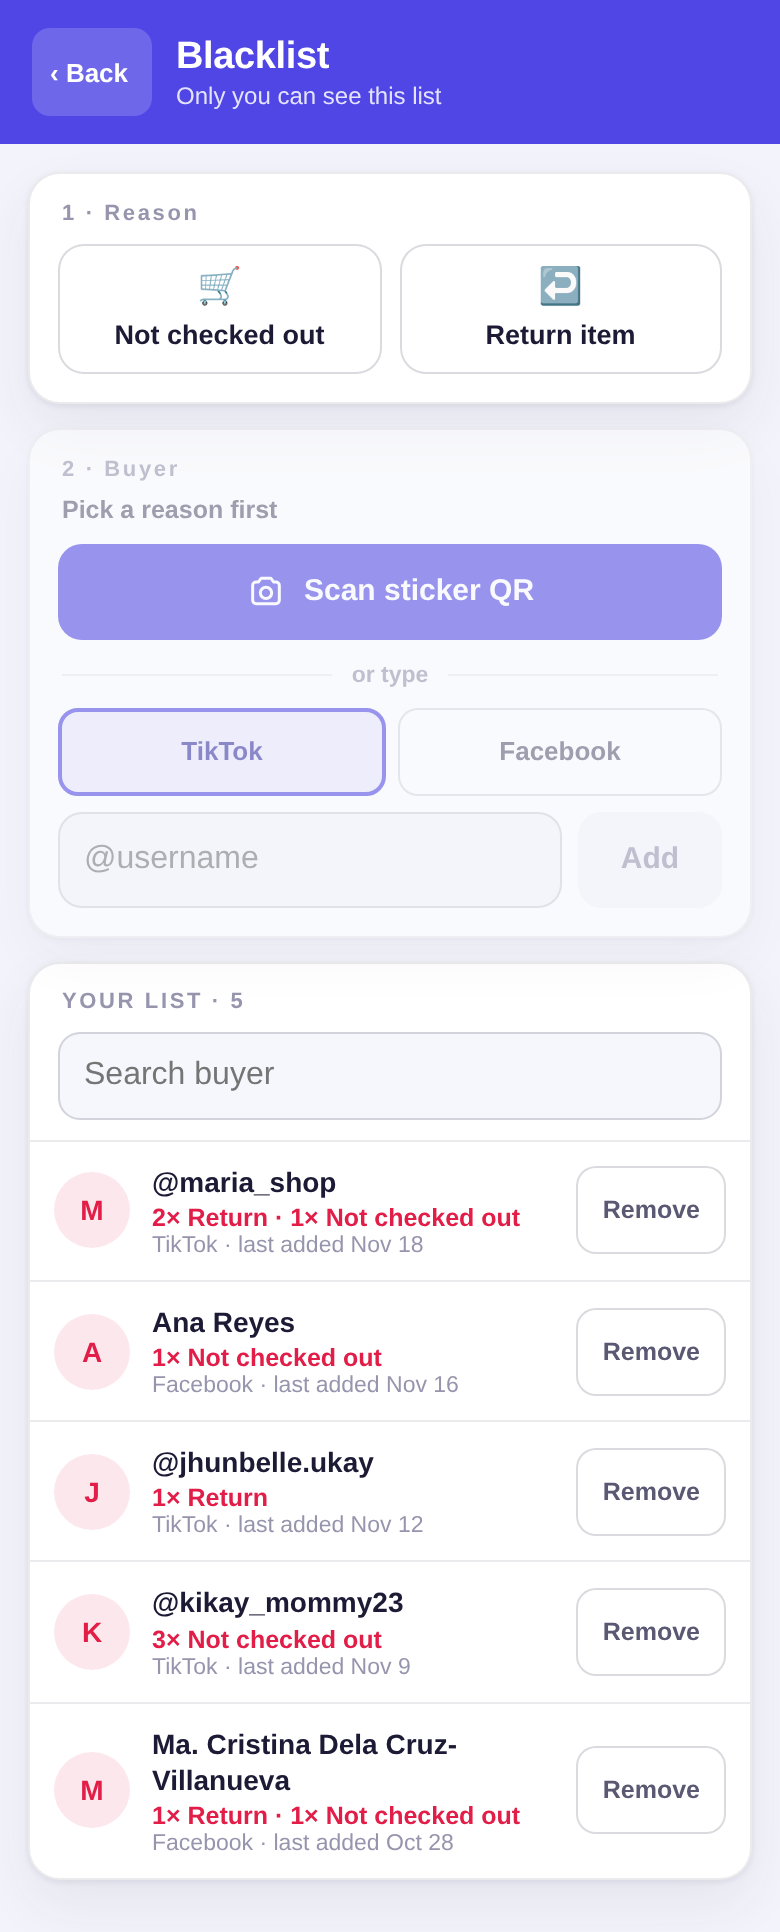 ‹ Back
Blacklist
Only you can see this list
1 · Reason
Not checked out
Return item
2 · Buyer
Pick a reason first
Scan sticker QR
or type
TikTok
Facebook
@username
Add
YOUR LIST · 5
Search buyer
M
@maria_shop
2× Return · 1× Not checked out
TikTok · last added Nov 18
Remove
A
Ana Reyes
1× Not checked out
Facebook · last added Nov 16
Remove
J
@jhunbelle.ukay
1× Return
TikTok · last added Nov 12
Remove
K
@kikay_mommy23
3× Not checked out
TikTok · last added Nov 9
Remove
M
Ma. Cristina Dela Cruz-
Villanueva
1× Return · 1× Not checked out
Facebook · last added Oct 28
Remove